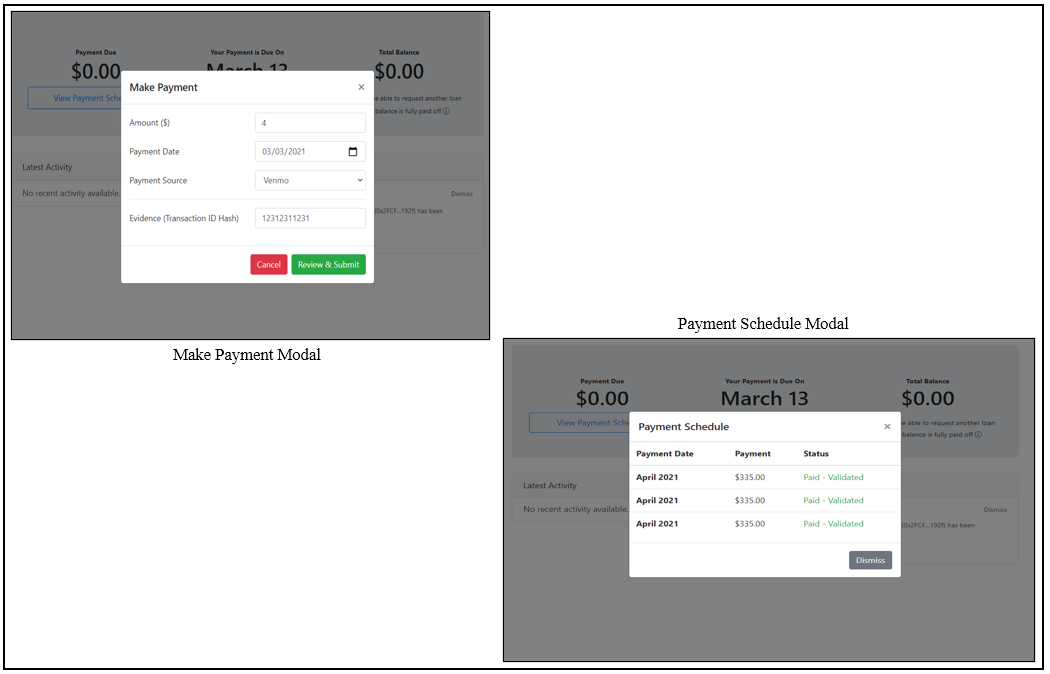 Payment Due
Your Payment is Due On
Total Balance
$0.00
March 13
$0.00
View Payment Sche
e able to request another loan
balance is fully paid off
Make Payment
×
Amount ($)
4
Payment Date
03/03/2021
Payment Source
Venmo
Evidence (Transaction ID Hash)
12312311231
Cancel
Review & Submit
Latest Activity
No recent activity available.
Dismiss
(0x2FCF...192f) has been
Make Payment Modal
Payment Schedule Modal
Payment Due
Your Payment is Due On
Total Balance
$0.00
March 13
$0.00
View Payment Sche
e able to request another loan
balance is fully paid off
Payment Schedule
×
Payment Date Payment Status
April 2021 $335.00 Paid - Validated
April 2021 $335.00 Paid - Validated
April 2021 $335.00 Paid - Validated
Dismiss
Latest Activity
No recent activity available.
Dismiss
(0x2FCF...192f) has been